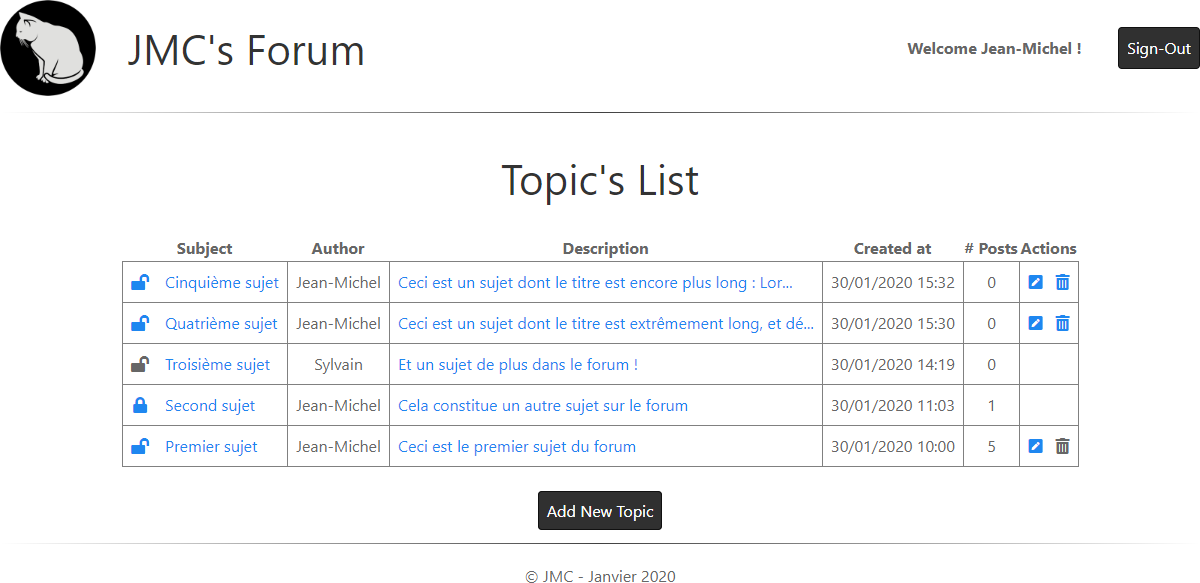 JMC's Forum
Welcome Jean-Michel !
Sign-Out
Topic's List
Subject Author Description Created at # Posts Actions
Cinquième sujet Jean-Michel Ceci est un sujet dont le titre est encore plus long : Lor... 30/01/2020 15:32 0
Quatrième sujet Jean-Michel Ceci est un sujet dont le titre est extrêmement long, et dé... 30/01/2020 15:30 0
Troisième sujet Sylvain Et un sujet de plus dans le forum ! 30/01/2020 14:19 0
Second sujet Jean-Michel Cela constitue un autre sujet sur le forum 30/01/2020 11:03 1
Premier sujet Jean-Michel Ceci est le premier sujet du forum 30/01/2020 10:00 5
Add New Topic
© JMC - Janvier 2020